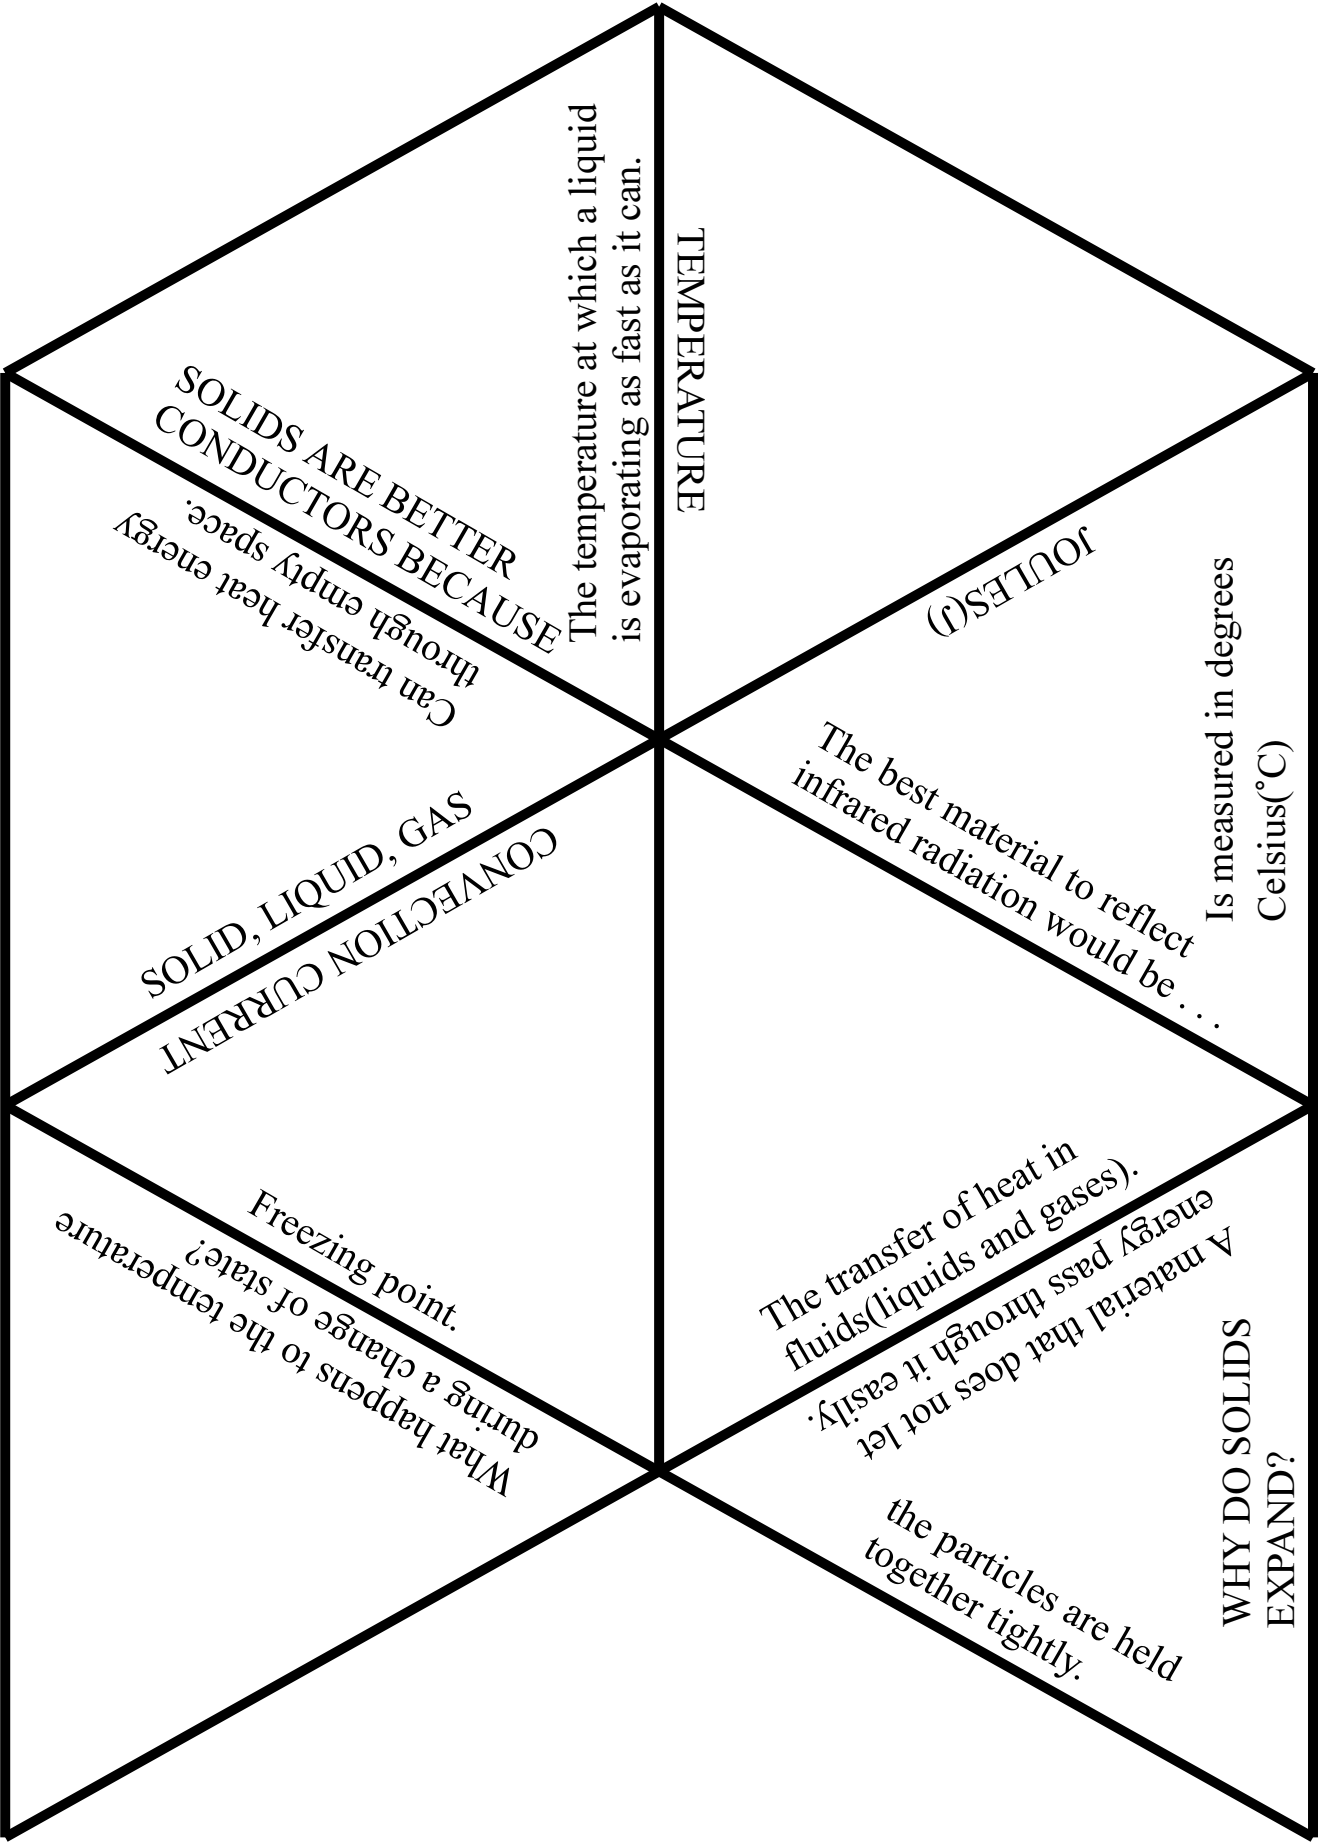 The temperature at which a liquid
is evaporating as fast as it can.
TEMPERATURE
SOLIDS ARE BETTER
CONDUCTORS BECAUSE
Can transfer heat energy
through empty space.
JOULES(J)
Is measured in degrees
Celsius(°C)
The best material to reflect
infrared radiation would be . . .
SOLID, LIQUID, GAS
CONVECTION CURRENT
The transfer of heat in
fluids(liquids and gases).
A material that does not let
energy pass through it easily.
Freezing point.
What happens to the temperature
during a change of state?
WHY DO SOLIDS
EXPAND?
the particles are held
together tightly.